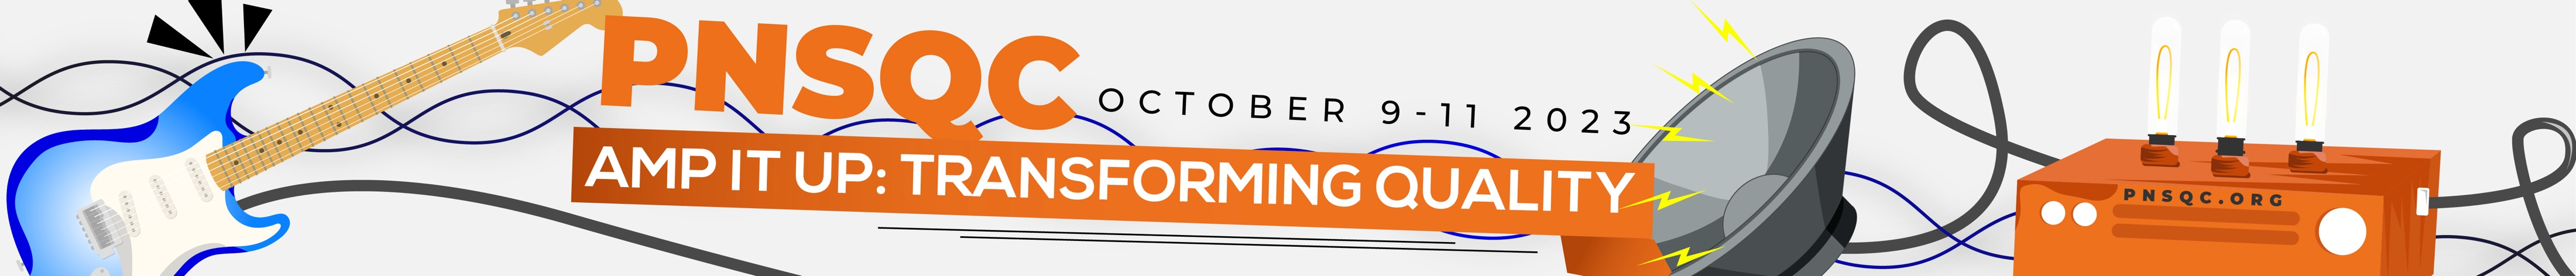 PNSQC
OCTOBER 9-11 2023
AMP IT UP: TRANSFORMING QUALITY
PNSQC.ORG